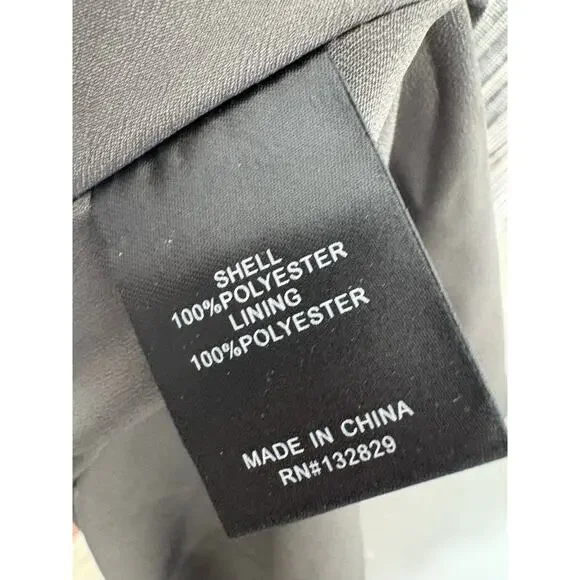 SHELL
100%POLYESTER
LINING
100%POLYESTER
MADE IN CHINA
RN#132829